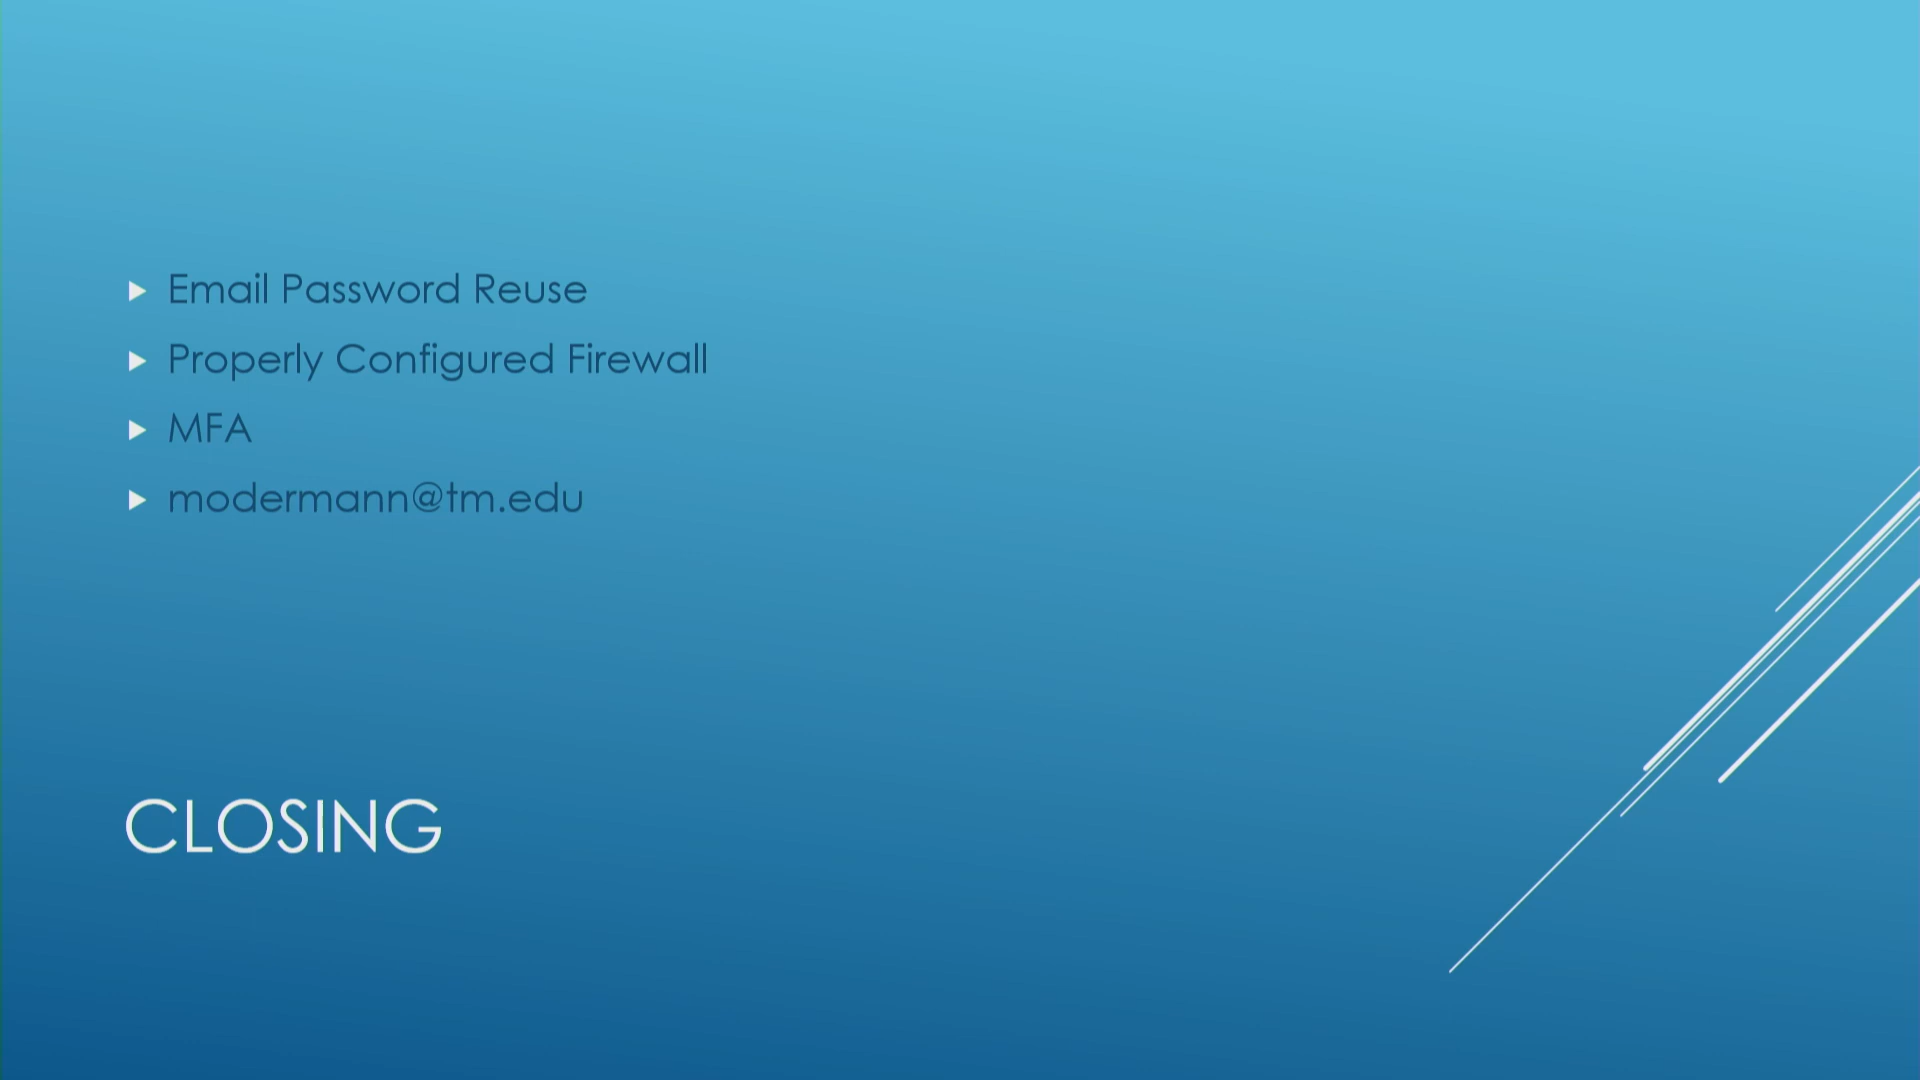 Email Password Reuse
Properly Configured Firewall
MFA
modermann@tm.edu
CLOSING